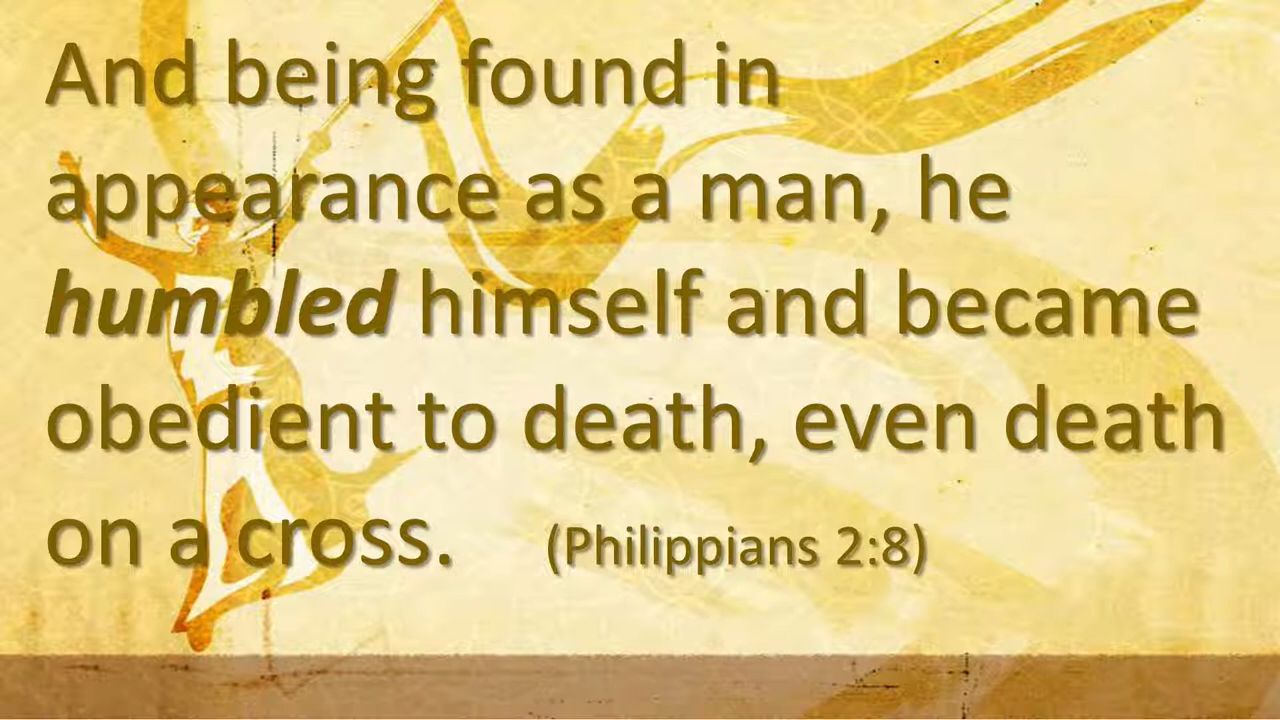 And being found in
appearance as a man, he
humbled himself and became
obedient to death, even death
on a cross. (Philippians 2:8)